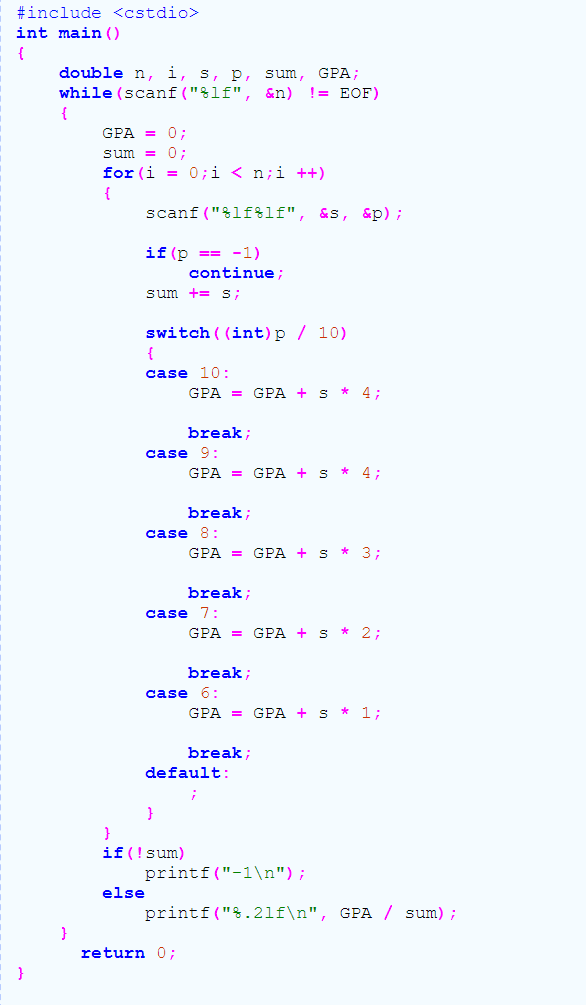 #include <cstdio>
int main()
{
    double n, i, s, p, sum, GPA;
    while(scanf("%lf", &n) != EOF)
    {
        GPA = 0;
        sum = 0;
        for(i = 0;i < n;i ++)
        {
            scanf("%lf%lf", &s, &p);

            if(p == -1)
                continue;
            sum += s;

            switch((int)p / 10)
            {
            case 10:
                GPA = GPA + s * 4;

                break;
            case 9:
                GPA = GPA + s * 4;

                break;
            case 8:
                GPA = GPA + s * 3;

                break;
            case 7:
                GPA = GPA + s * 2;

                break;
            case 6:
                GPA = GPA + s * 1;

                break;
            default:
                ;
            }
        }
        if(!sum)
            printf("-1\n");
        else
            printf("%.2lf\n", GPA / sum);
    }
      return 0;
}